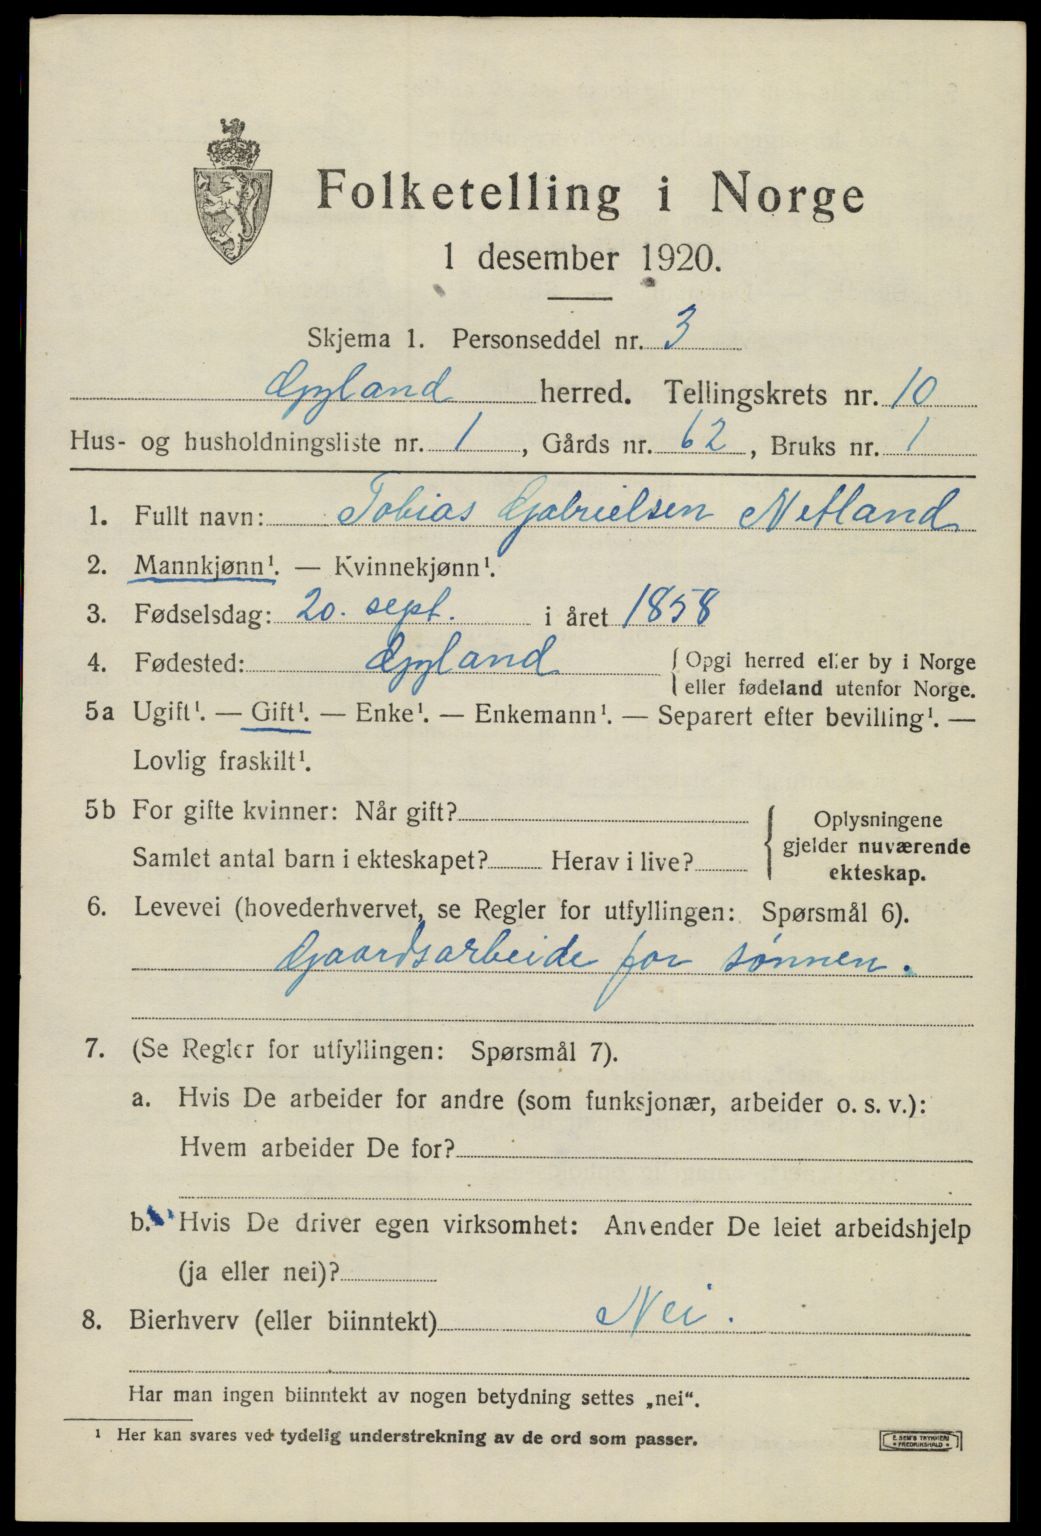 Folketelling i Norge
1 desember 1920.
Skjema 1. Personseddel nr. 3
Gyland herred. Tellingskrets nr. 10
Hus- og husholdningsliste nr. 1, Gårds nr. 62, Bruks nr. 1
1. Fullt navn: Tobias Gabrielsen Netland
2. Mannkjønn¹. — Kvinnekjønn¹.
3. Fødselsdag: 20. sept. i året 1858
4. Fødested: Gyland { Opgi herred eller by i Norge
eller fødeland utenfor Norge.
5a Ugift¹. — Gift¹. — Enke¹. — Enkemann¹. — Separert efter bevilling¹. —
Lovlig fraskilt¹.
5b For gifte kvinner: Når gift?
Samlet antal barn i ekteskapet? Herav i live?
{ Oplysningene
gjelder nuværende
ekteskap.
6. Levevei (hovederhvervet, se Regler for utfyllingen: Spørsmål 6).
Gaardsarbeide for sønnen.
7. (Se Regler for utfyllingen: Spørsmål 7).
a. Hvis De arbeider for andre (som funksjonær, arbeider o. s. v.):
Hvem arbeider De for?
b. Hvis De driver egen virksomhet: Anvender De leiet arbeidshjelp
(ja eller nei)?
8. Bierhverv (eller biinntekt) Nei.
Har man ingen biinntekt av nogen betydning settes „nei“.
¹ Her kan svares ved tydelig understrekning av de ord som passer.
E. SEM'S TRYKKERI
FREDRIKSHALD